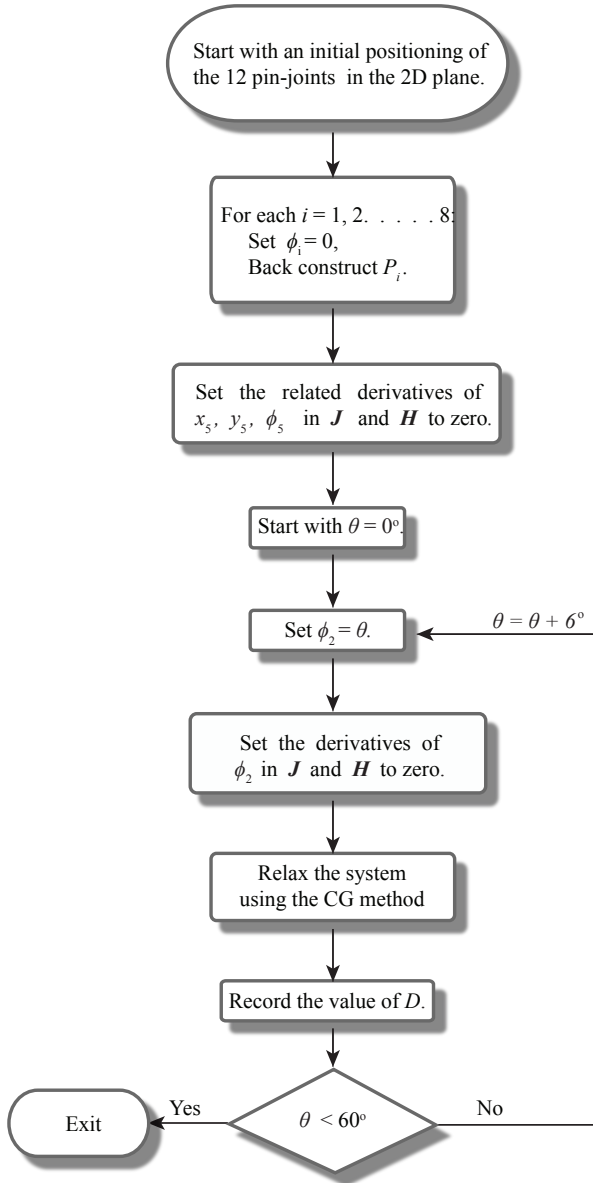 Start with an initial positioning of
the 12 pin-joints in the 2D plane.
For each i = 1, 2. . . . . . 8:
Set ϕi = 0,
Back construct Pi.
Set the related derivatives of
x5, y5, ϕ5 in J and H to zero.
Start with θ = 0o.
Set ϕ2 = θ.
θ = θ + 6o
Set the derivatives of
ϕ2 in J and H to zero.
Relax the system
using the CG method
Record the value of D.
Exit
Yes
θ < 60o
No